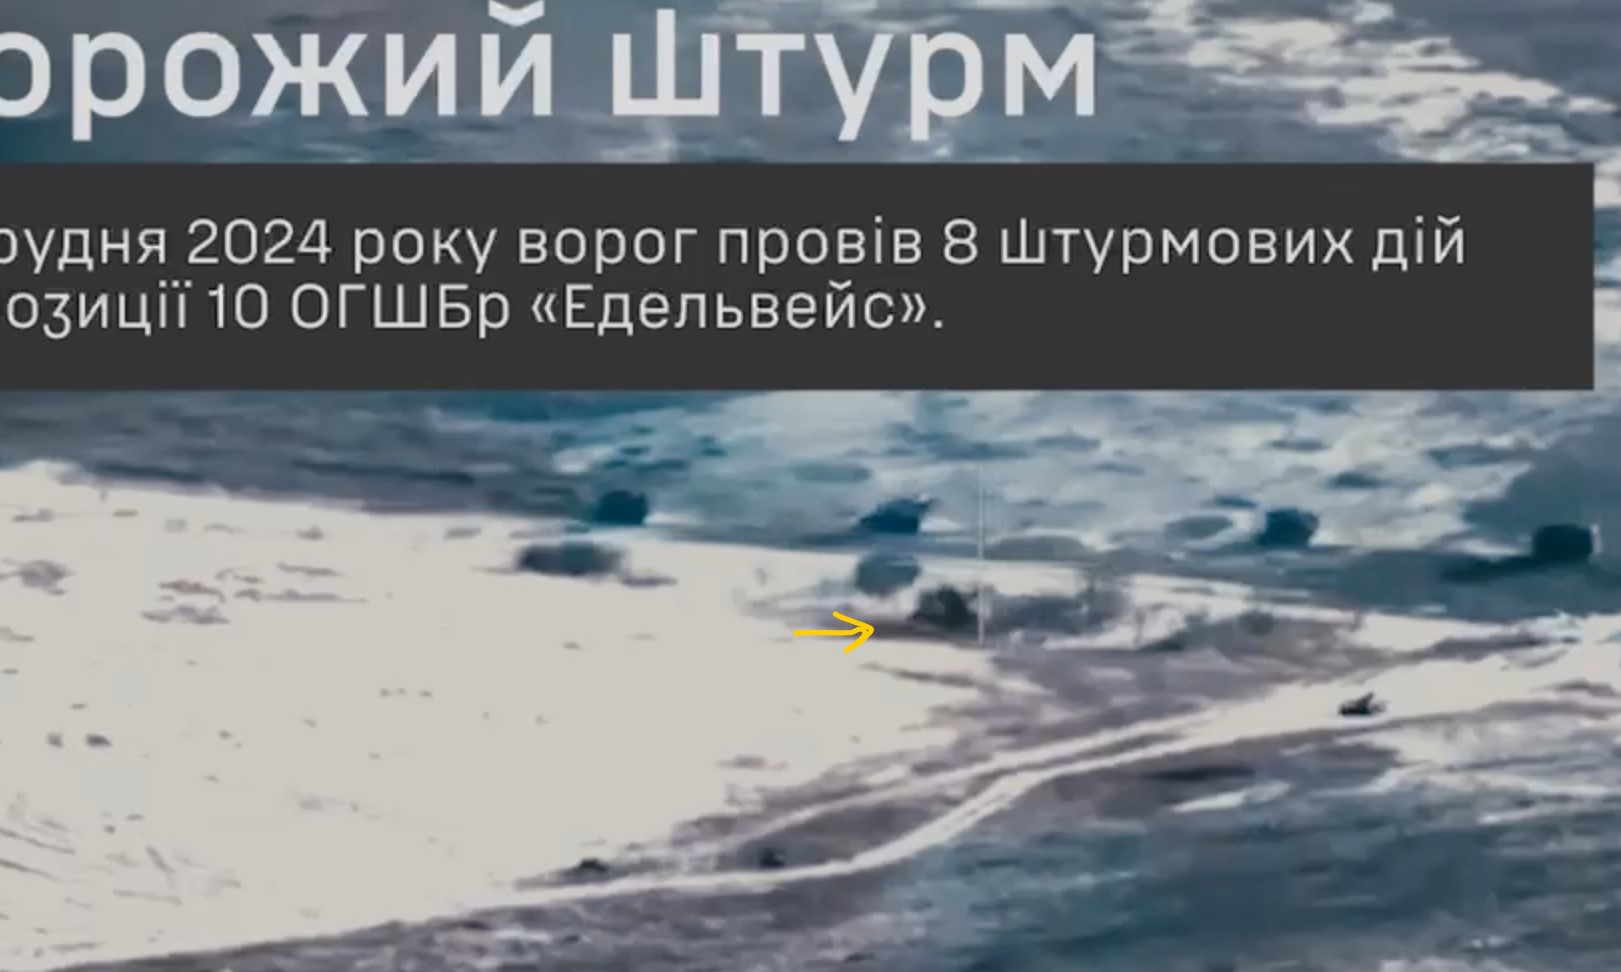 орожий штурм
рудня 2024 року ворог провів 8 штурмових дій
озиції 10 ОГШБр «Едельвейс».